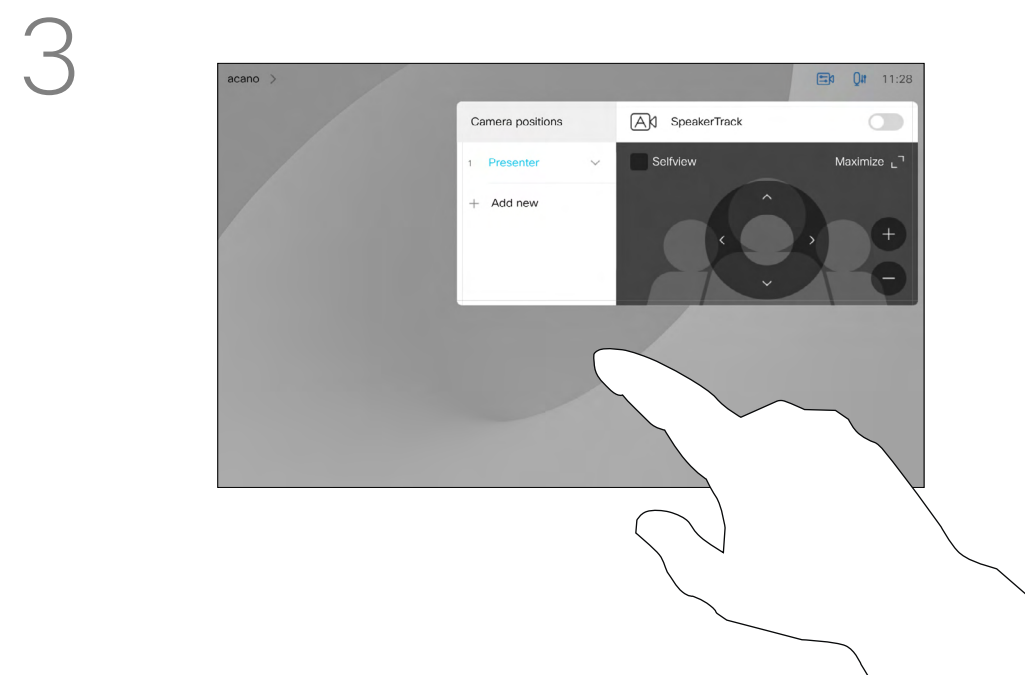 3
acano >
11:28
Camera positions
SpeakerTrack
1 Presenter
Selfview
Maximize
+ Add new